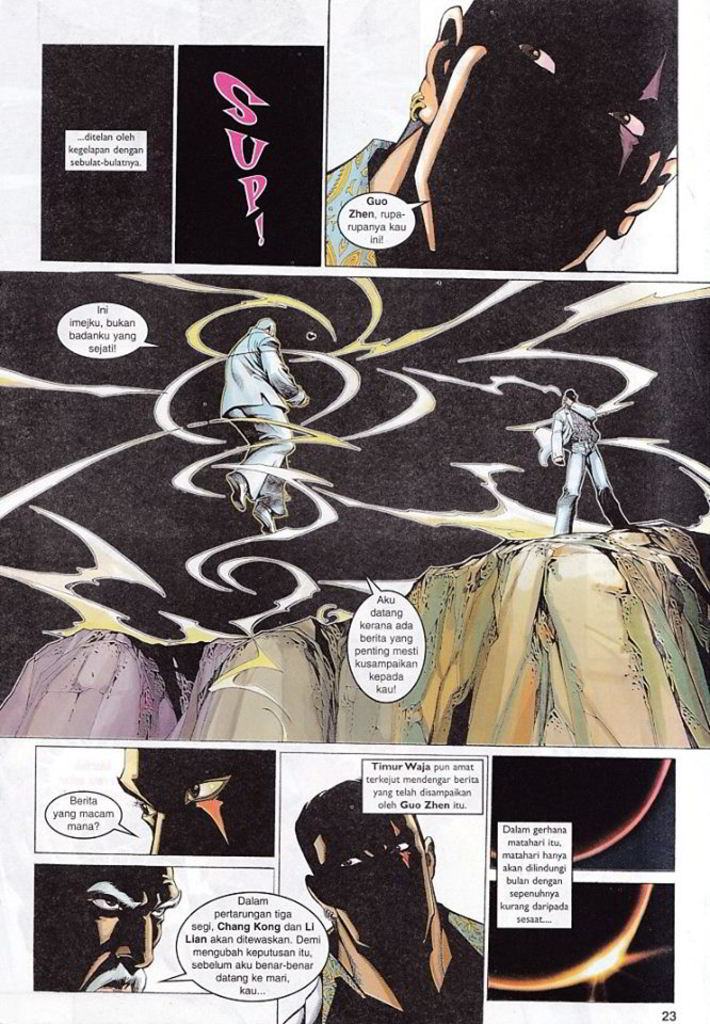 ...ditelan oleh
kegelapan dengan
sebulat-bulatnya.
SUP!
Guo
Zhen, rupa-
rupanya kau
ini!
Ini
imejku, bukan
badanku yang
sejati!
Aku
datang
kerana ada
berita yang
penting mesti
kusampaikan
kepada
kau!
Berita
yang macam
mana?
Dalam
pertarungan tiga
segi, Chang Kong dan Li
Lian akan ditewaskan. Demi
mengubah keputusan itu,
sebelum aku benar-benar
datang ke mari,
kau...
Timur Waja pun amat
terkejut mendengar berita
yang telah disampaikan
oleh Guo Zhen itu.
Dalam gerhana
matahari itu,
matahari hanya
akan dilindungi
bulan dengan
sepenuhnya
kurang daripada
sesaat....
23